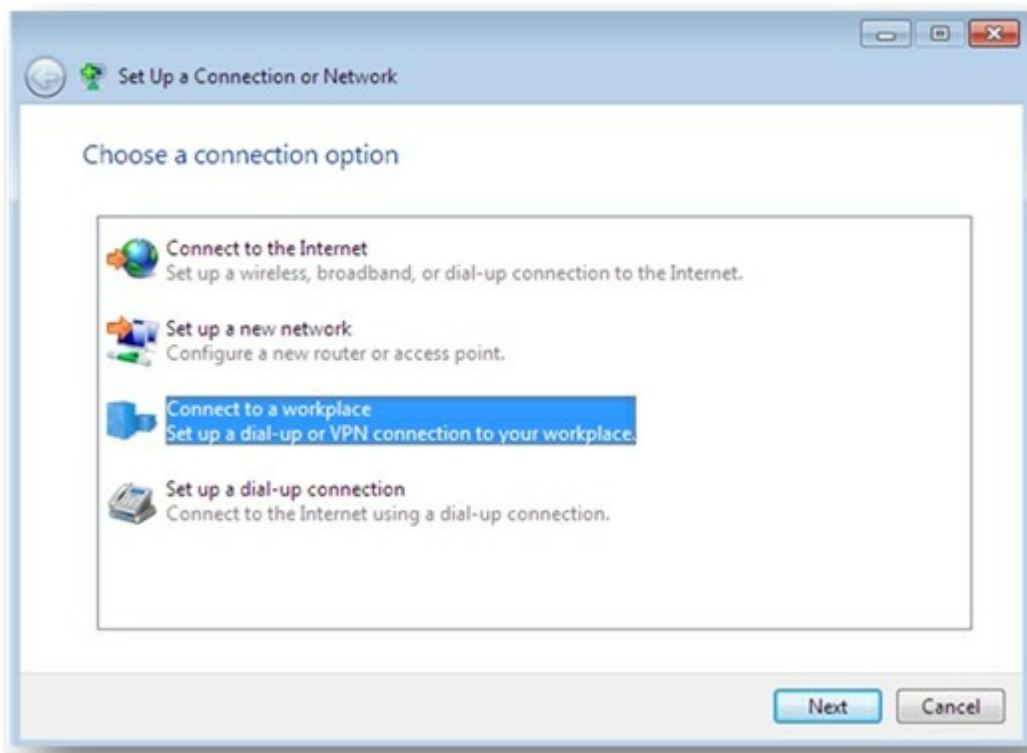 Set Up a Connection or Network
Choose a connection option
Connect to the Internet
Set up a wireless, broadband, or dial-up connection to the Internet.
Set up a new network
Configure a new router or access point.
Connect to a workplace
Set up a dial-up or VPN connection to your workplace.
Set up a dial-up connection
Connect to the Internet using a dial-up connection.
Next
Cancel